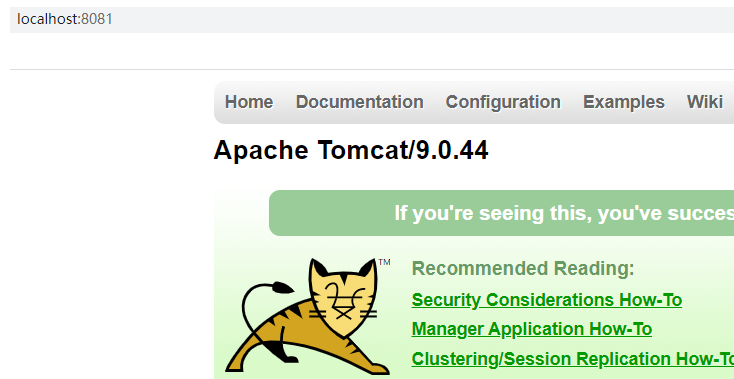 localhost:8081
Home Documentation Configuration Examples Wiki
Apache Tomcat/9.0.44
If you're seeing this, you've succes
TM
Recommended Reading:
Security Considerations How-To
Manager Application How-To
Clustering/Session Replication How-To